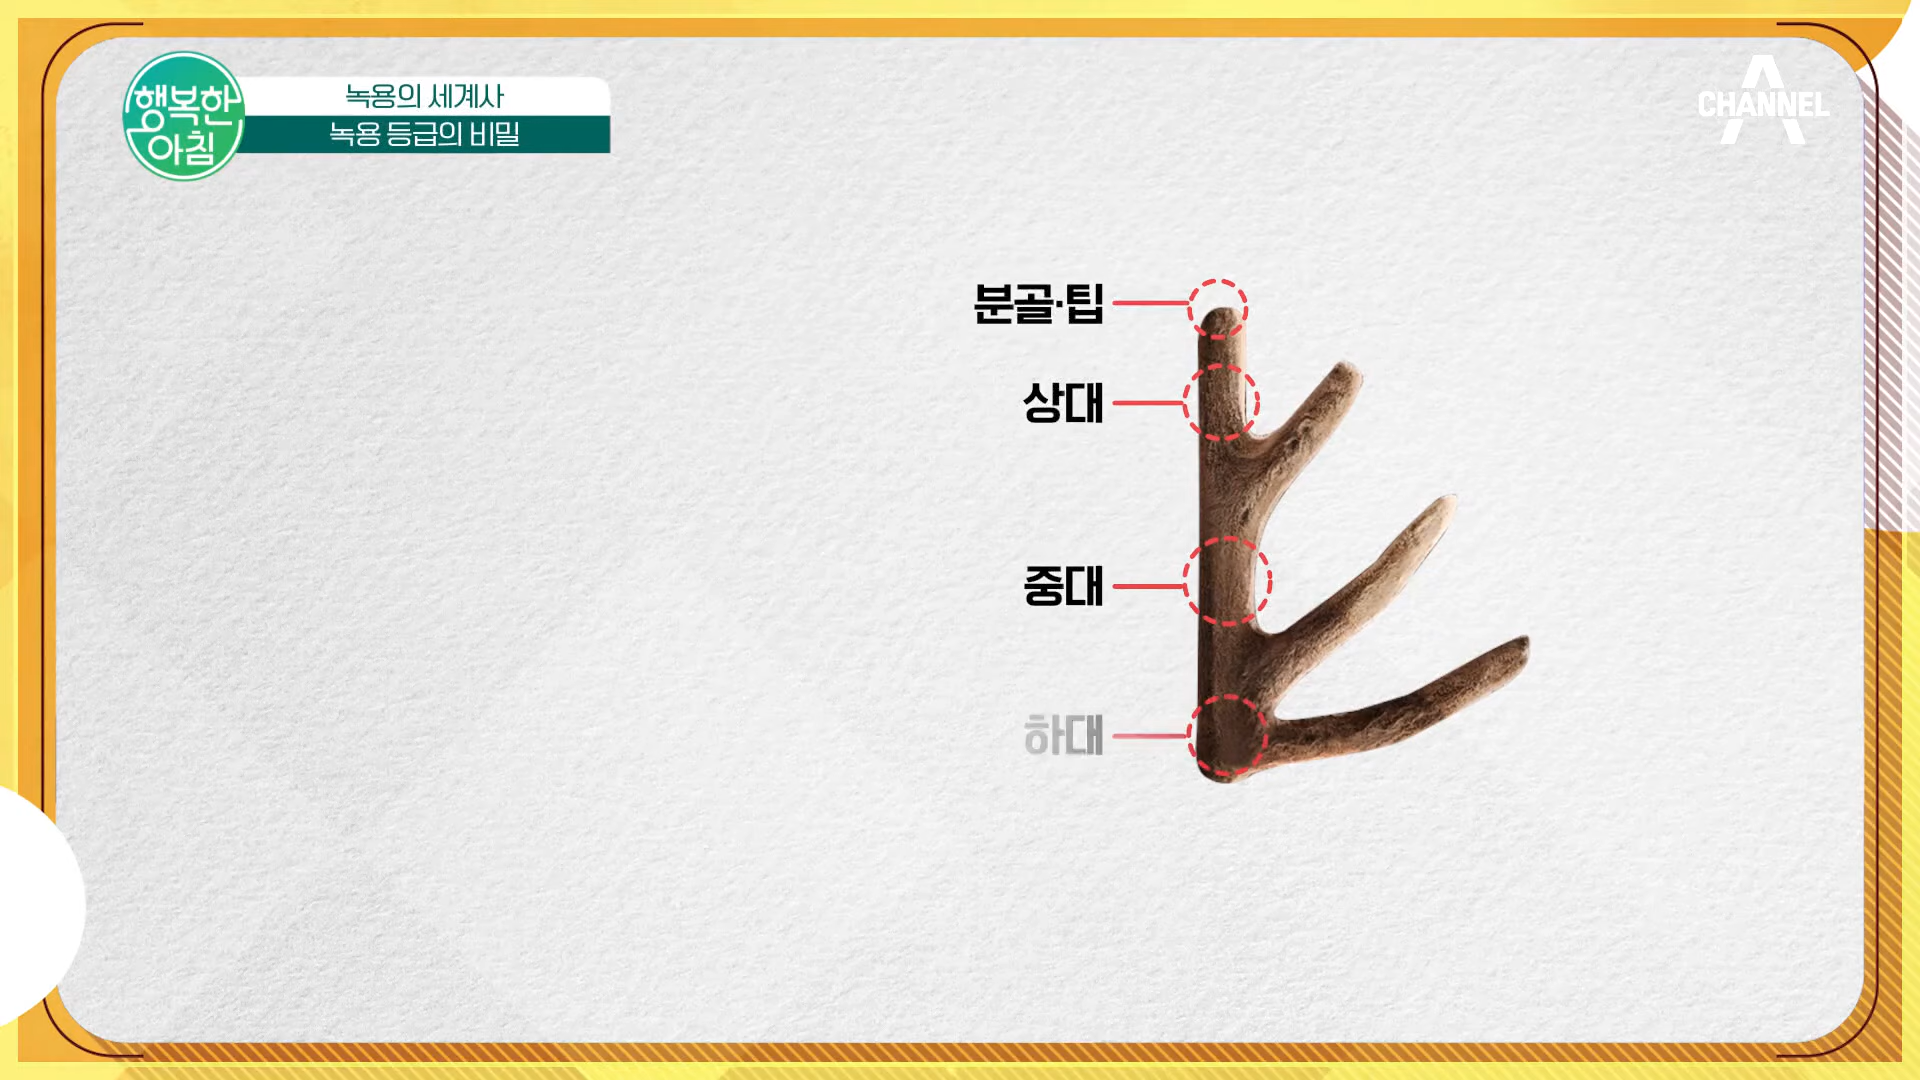 행복한
아침
녹용의 세계사
녹용 등급의 비밀
CHANNEL A
분골·팁
상대
중대
하대